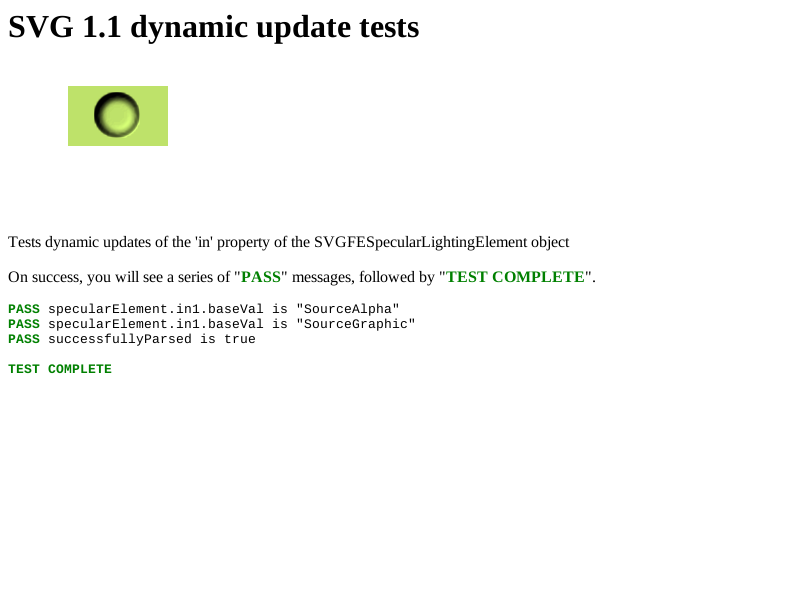 SVG 1.1 dynamic update tests
Tests dynamic updates of the 'in' property of the SVGFESpecularLightingElement object
On success, you will see a series of "PASS" messages, followed by "TEST COMPLETE".
PASS specularElement.in1.baseVal is "SourceAlpha"
PASS specularElement.in1.baseVal is "SourceGraphic"
PASS successfullyParsed is true
TEST COMPLETE